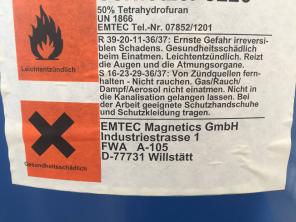 50% Tetrahydrofuran
UN 1866
EMTEC Tel.-Nr. 07852/1201
R.39-20-11-36/37: Ernste Gefahr irreversi-
blen Schadens. Gesundheitsschädlich
beim Einatmen. Leichtentzündlich. Reizt
die Augen und die Atmungsorgane.
S.16-23-29-36/37: Von Zündquellen fern-
halten - Nicht rauchen. Gas/Rauch/
Dampf/Aerosol nicht einatmen. Nicht in
die Kanalisation gelangen lassen. Bei
der Arbeit geeignete Schutzhandschuhe
und Schutzkleidung tragen.
Leichtentzündlich
EMTEC Magnetics GmbH
Industriestrasse 1
FWA A-105
D-77731 Willstätt
Gesundheitsschädlich